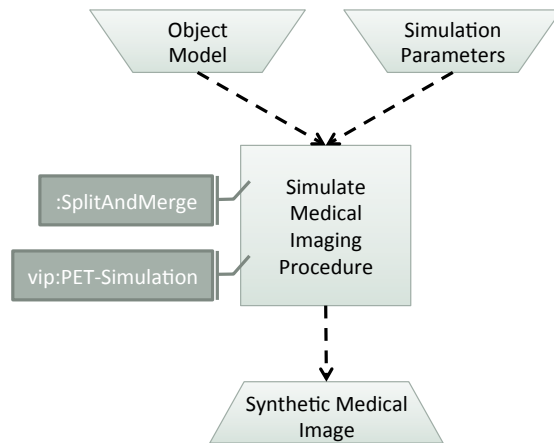 Object
Model
Simulation
Parameters
:SplitAndMerge
vip:PET-Simulation
Simulate
Medical
Imaging
Procedure
Synthetic Medical
Image